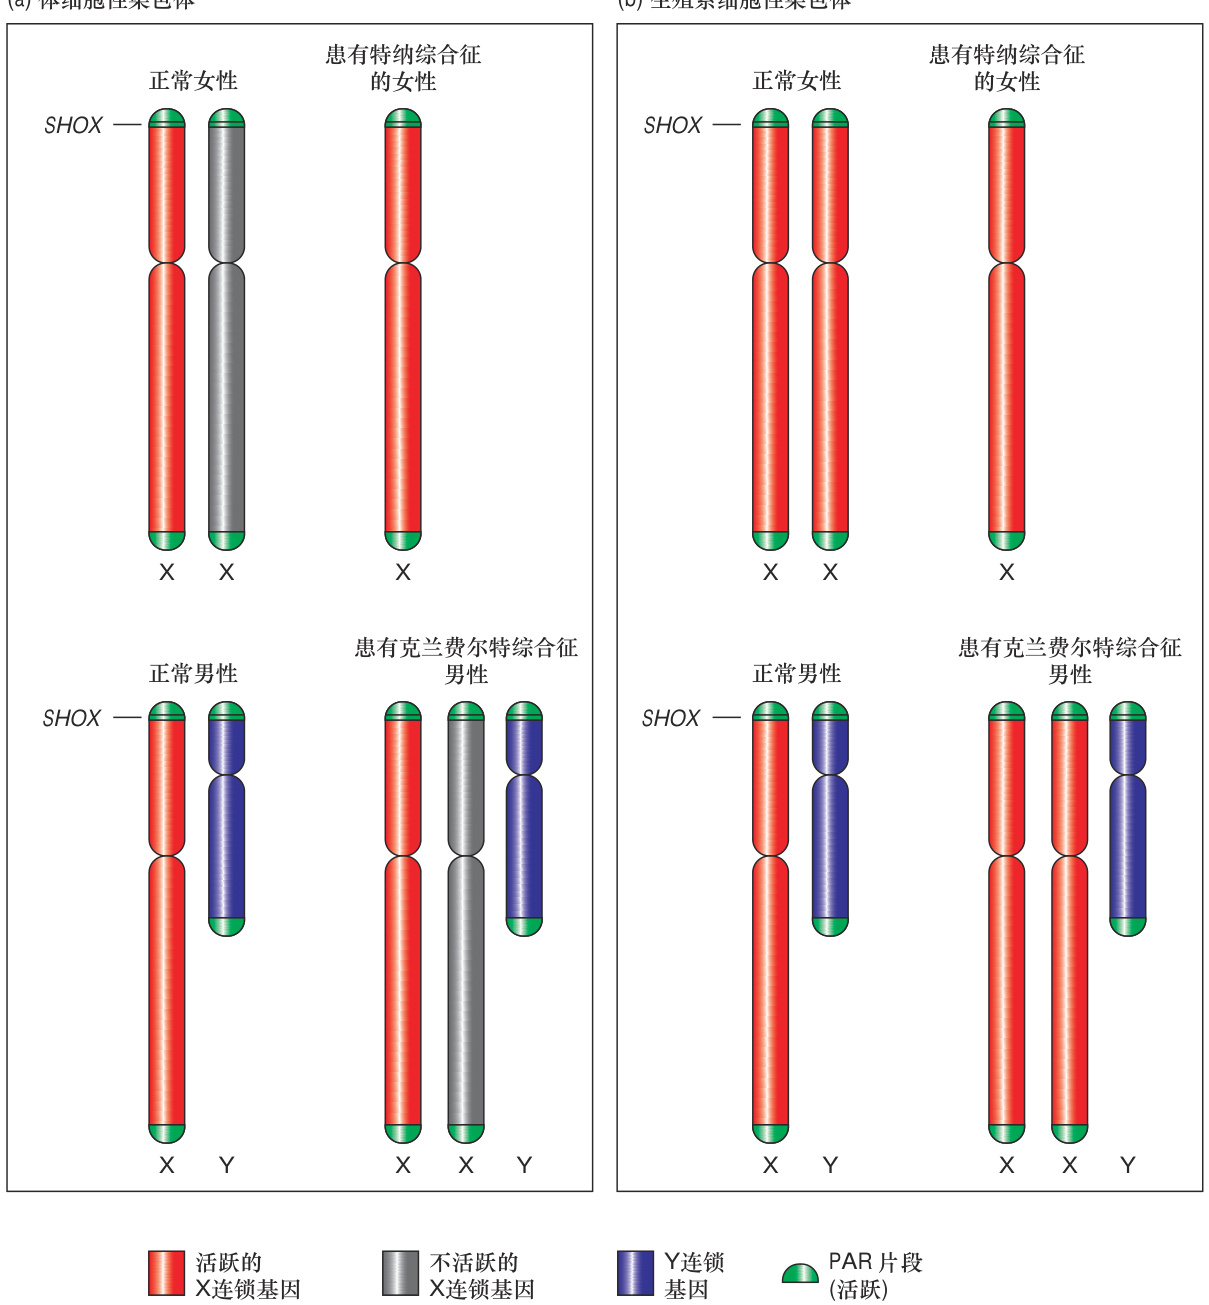 (a) 体细胞性染色体
(b) 生殖系细胞性染色体
正常女性
患有特纳综合征
的女性
SHOX
X X
X
正常男性
患有克兰费尔特综合征
男性
SHOX
X Y
X X Y
正常女性
患有特纳综合征
的女性
SHOX
X X
X
正常男性
患有克兰费尔特综合征
男性
SHOX
X Y
X X Y
活跃的
X连锁基因
不活跃的
X连锁基因
Y连锁
基因
PAR 片段
(活跃)